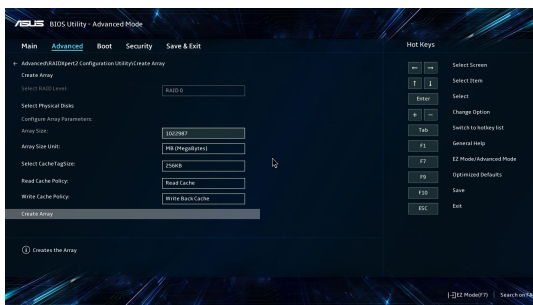 ASUS BIOS Utility - Advanced Mode
Main Advanced Boot Security Save & Exit
Hot Keys
← Advanced\RAIDXpert2 Configuration Utility\Create Array
Create Array
Select RAID Level: RAID 0
Select Physical Disks
Configure Array Parameters:
Array Size: 1022987
Array Size Unit: MB (MegaBytes)
Select CacheTagSize: 256KB
Read Cache Policy: Read Cache
Write Cache Policy: Write Back Cache
Create Array
← → Select Screen
↑ ↓ Select Item
Enter Select
+ − Change Option
Tab Switch to hotkey list
F1 General Help
F7 EZ Mode/Advanced Mode
F9 Optimized Defaults
F10 Save
ESC Exit
Creates the Array
EZ Mode(F7) | Search on